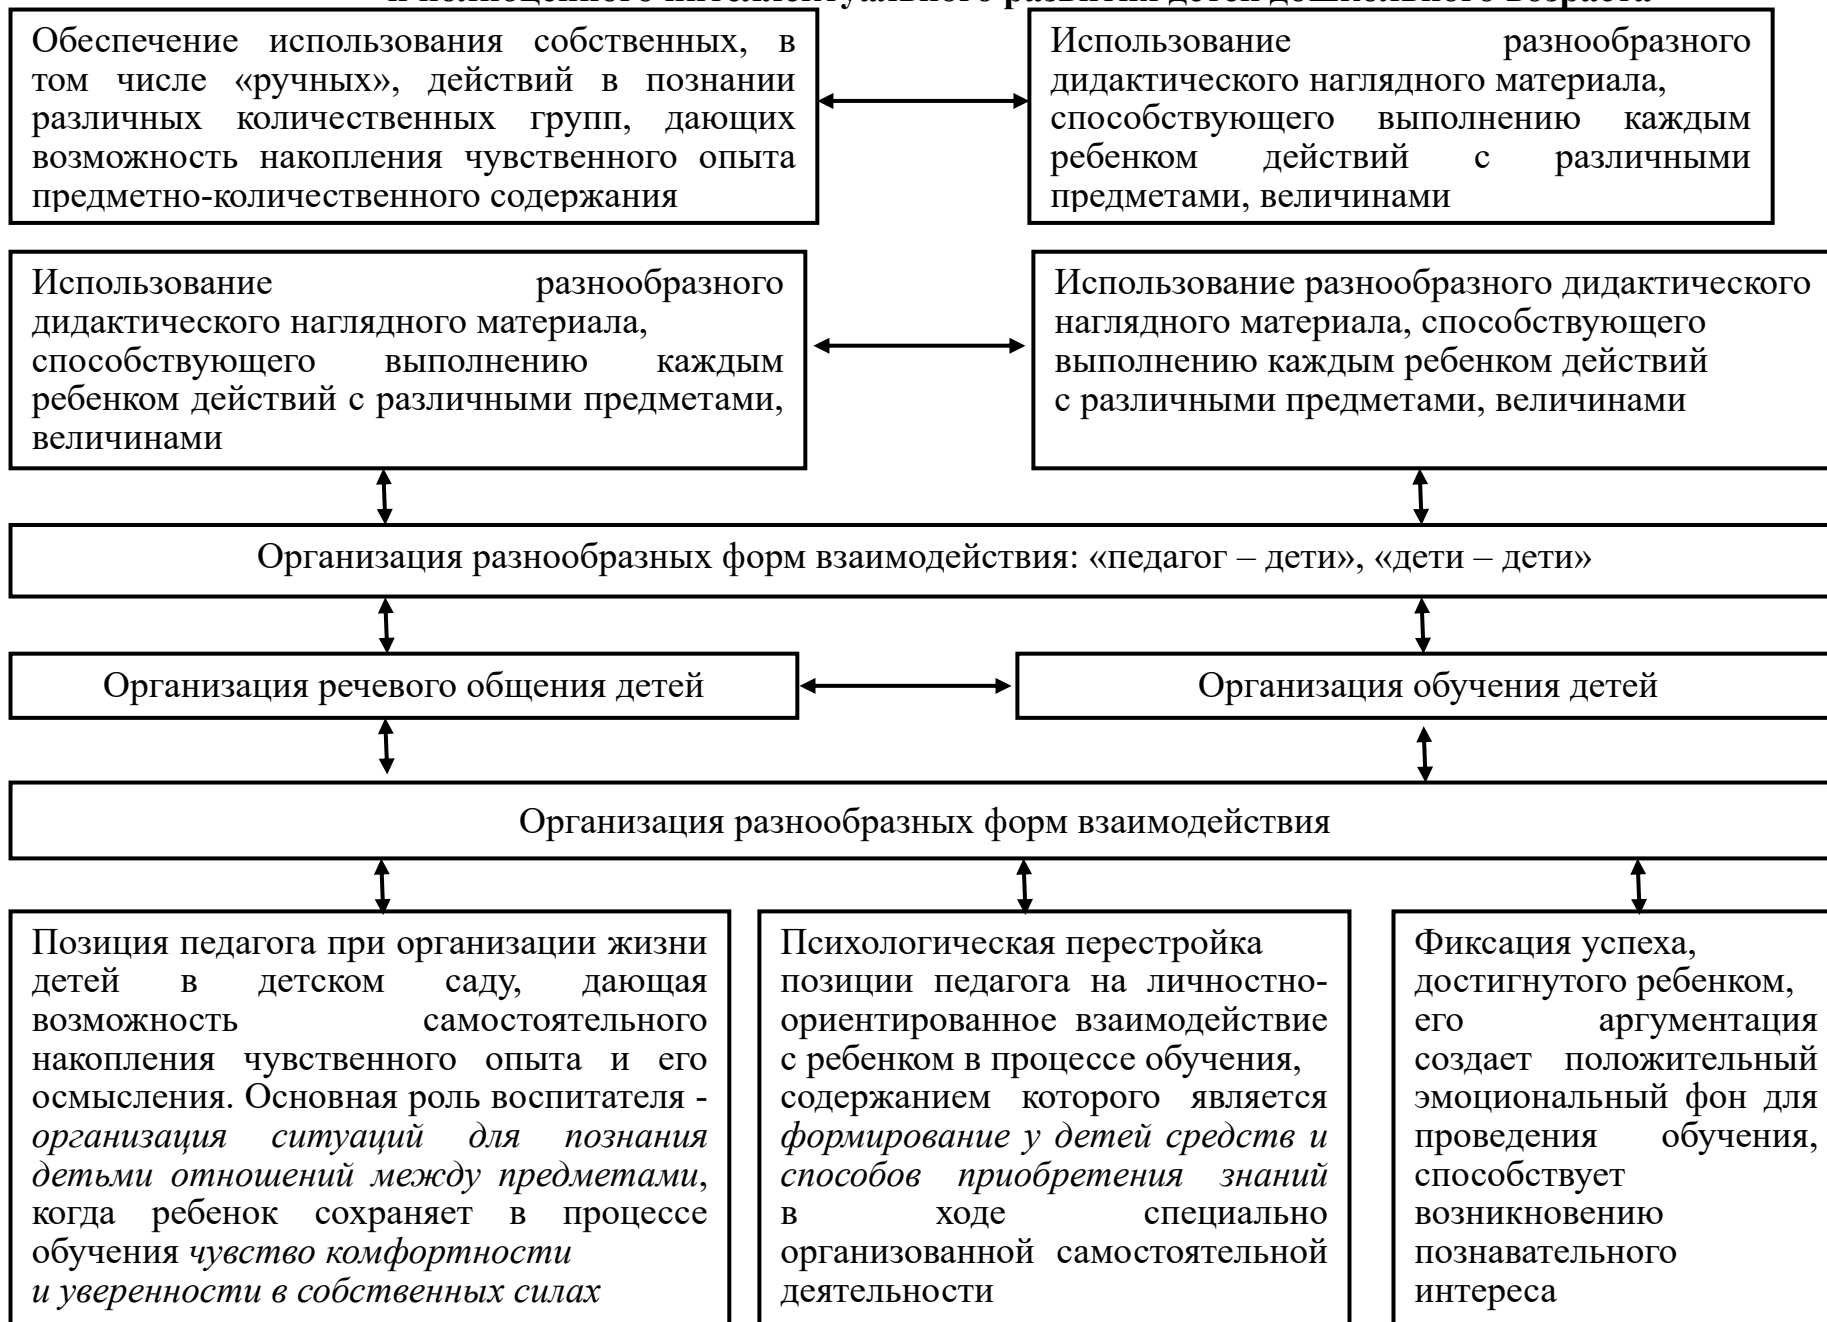 и полноценного интеллектуального развития детей дошкольного возраста
Обеспечение использования собственных, в
том числе «ручных», действий в познании
различных количественных групп, дающих
возможность накопления чувственного опыта
предметно-количественного содержания
Использование разнообразного
дидактического наглядного материала,
способствующего выполнению каждым
ребенком действий с различными
предметами, величинами
Использование разнообразного
дидактического наглядного материала,
способствующего выполнению каждым
ребенком действий с различными предметами,
величинами
Использование разнообразного дидактического
наглядного материала, способствующего
выполнению каждым ребенком действий
с различными предметами, величинами
Организация разнообразных форм взаимодействия: «педагог – дети», «дети – дети»
Организация речевого общения детей
Организация обучения детей
Организация разнообразных форм взаимодействия
Позиция педагога при организации жизни
детей в детском саду, дающая
возможность самостоятельного
накопления чувственного опыта и его
осмысления. Основная роль воспитателя -
организация ситуаций для познания
детьми отношений между предметами,
когда ребенок сохраняет в процессе
обучения чувство комфортности
и уверенности в собственных силах
Психологическая перестройка
позиции педагога на личностно-
ориентированное взаимодействие
с ребенком в процессе обучения,
содержанием которого является
формирование у детей средств и
способов приобретения знаний
в ходе специально
организованной самостоятельной
деятельности
Фиксация успеха,
достигнутого ребенком,
его аргументация
создает положительный
эмоциональный фон для
проведения обучения,
способствует
возникновению
познавательного
интереса